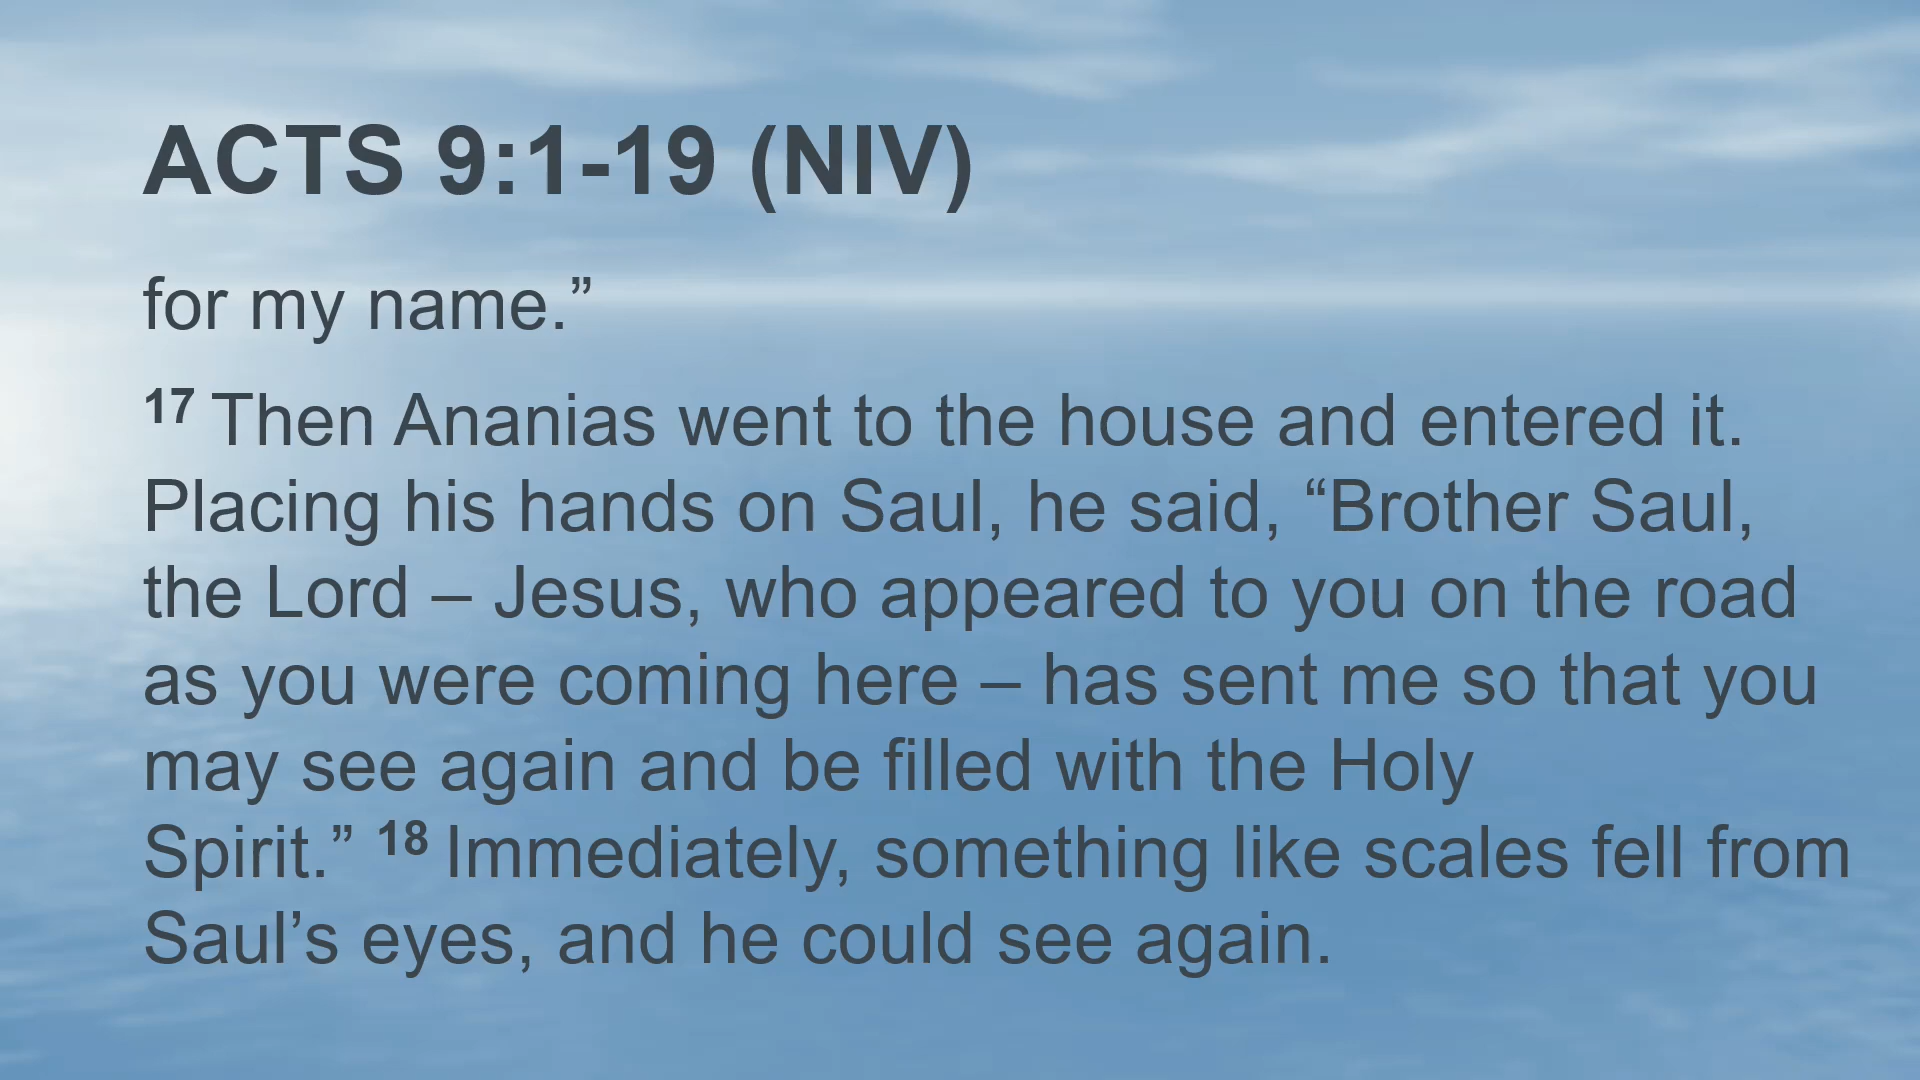 ACTS 9:1-19 (NIV)
for my name.”
17 Then Ananias went to the house and entered it.
Placing his hands on Saul, he said, “Brother Saul,
the Lord – Jesus, who appeared to you on the road
as you were coming here – has sent me so that you
may see again and be filled with the Holy
Spirit.” 18 Immediately, something like scales fell from
Saul’s eyes, and he could see again.